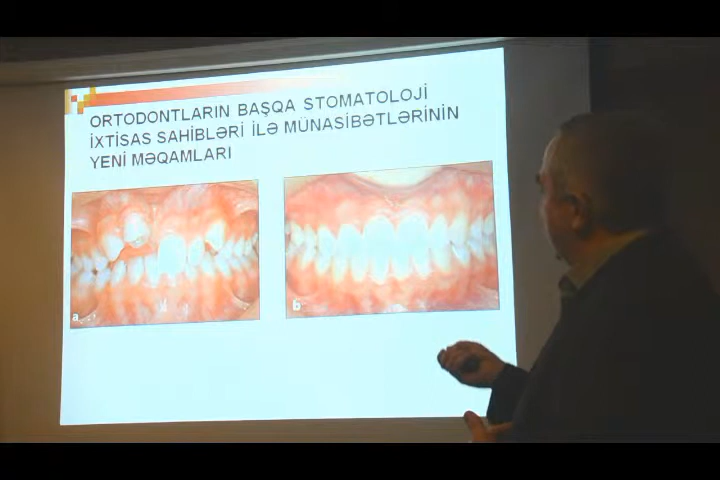 ORTODONTLARIN BAŞQA STOMATOLOJİ
İXTİSAS SAHİBLƏRİ İLƏ MÜNASİBƏTLƏRİNİN
YENİ MƏQAMLARI
a
b